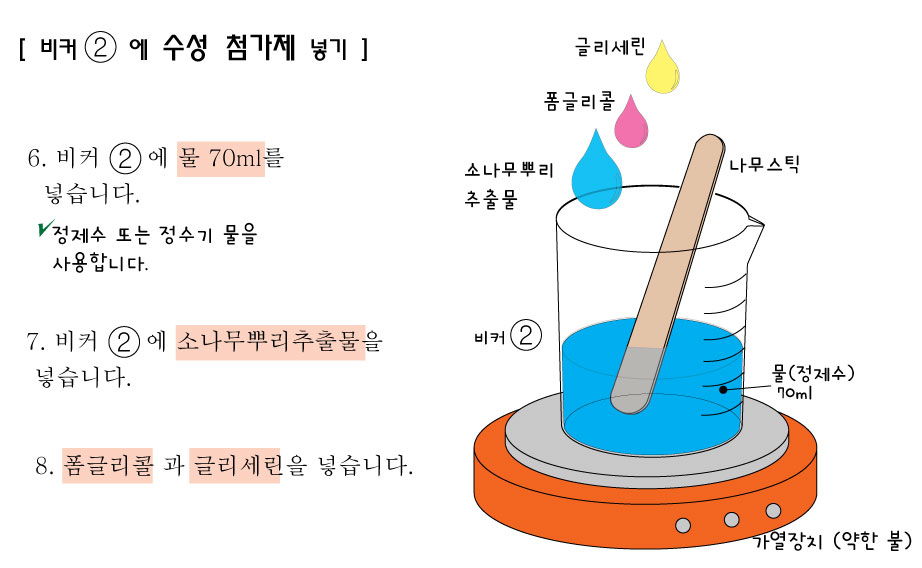 [ 비커 ② 에 수성 첨가제 넣기 ]
6. 비커 ② 에 물 70ml를
넣습니다.
✓정제수 또는 정수기 물을
사용합니다.
7. 비커 ② 에 소나무뿌리추출물을
넣습니다.
8. 폼글리콜 과 글리세린을 넣습니다.
글리세린
폼글리콜
소나무뿌리
추출물
나무스틱
비커 ②
물(정제수)
70ml
가열장치 (약한 불)